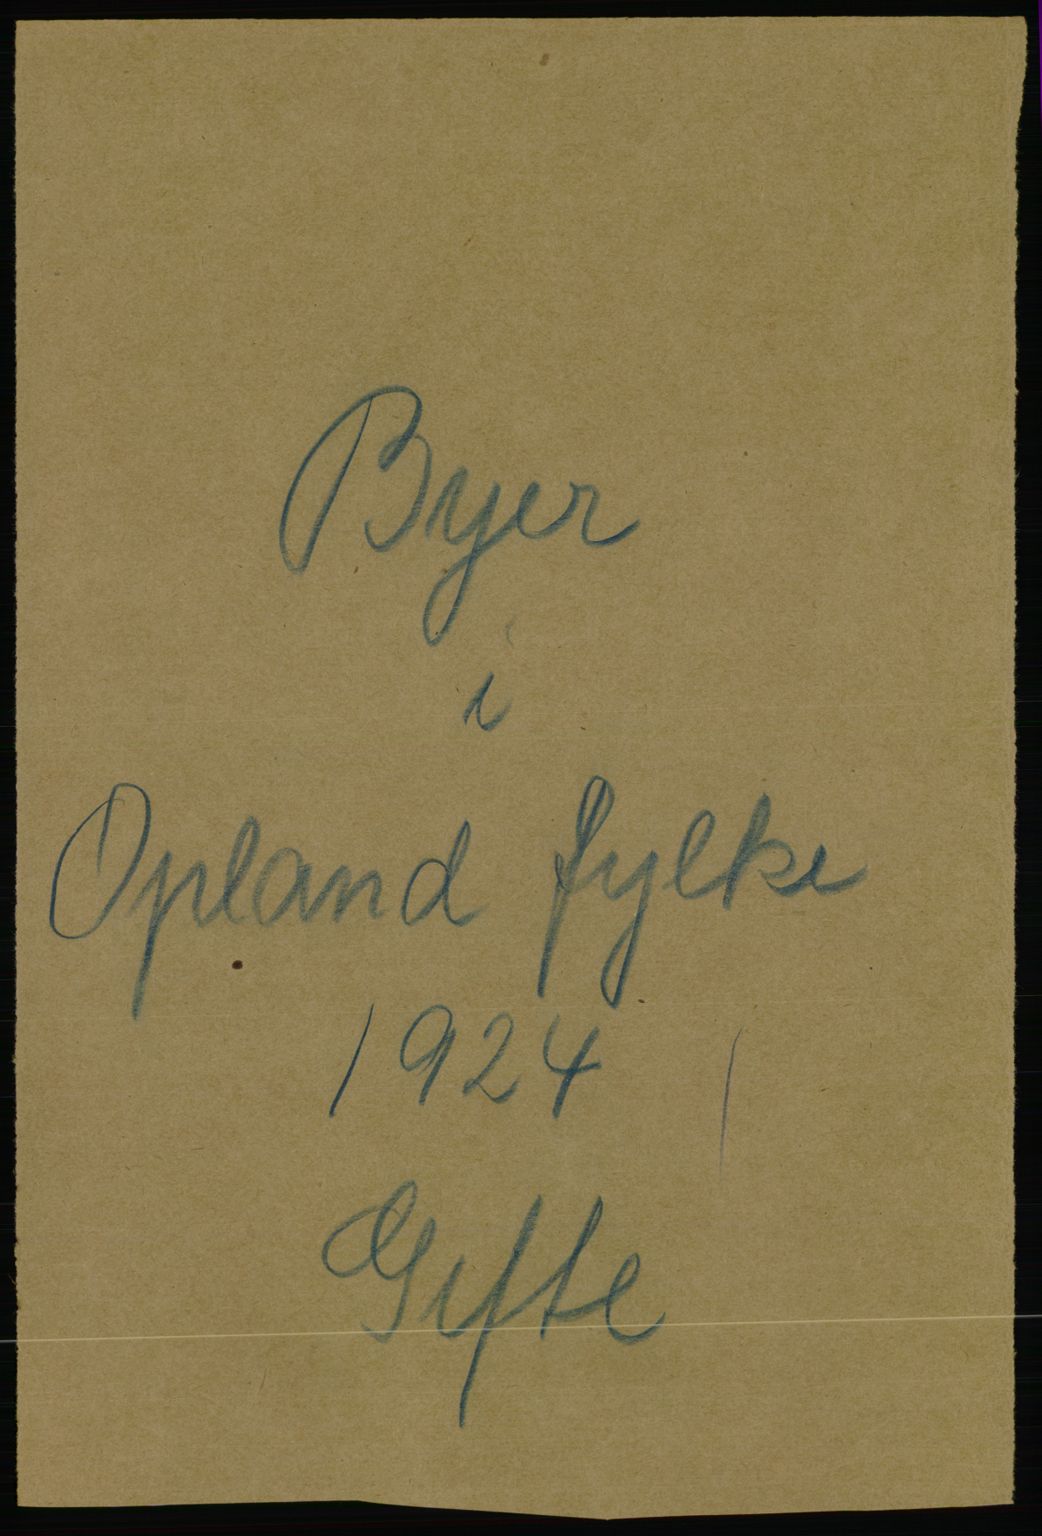 Byer
i
Opland fylke
1924
Gifte